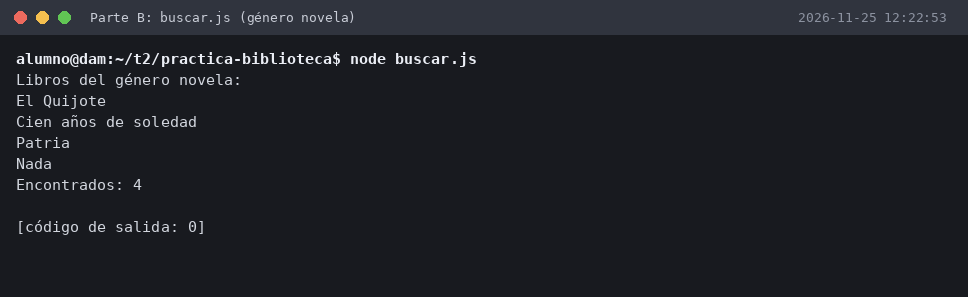 Parte B: buscar.js (género novela) 2026-11-25 12:22:53
alumno@dam:~/t2/practica-biblioteca$ node buscar.js
Libros del género novela:
El Quijote
Cien años de soledad
Patria
Nada
Encontrados: 4
[código de salida: 0]